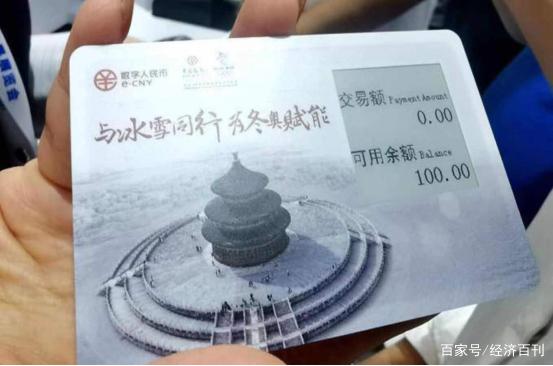 数字人民币
e-CNY
与冰雪同行 为冬奥赋能
交易额 Payment Amount
0.00
可用余额 Balance
100.00
百家号/经济百刊